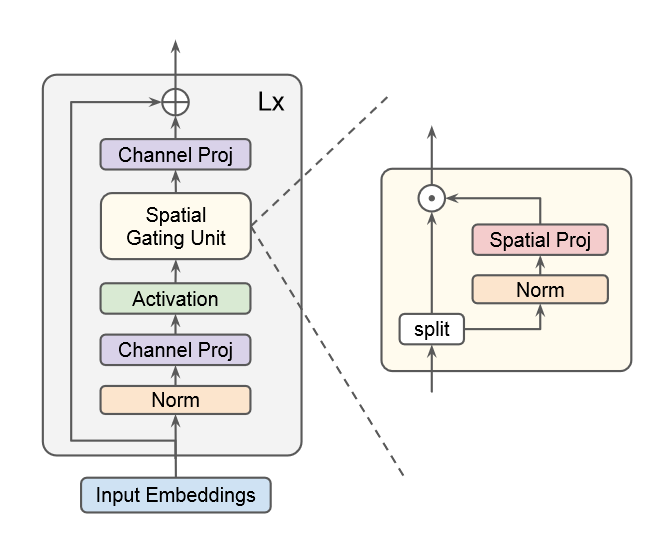 Lx
Channel Proj
Spatial
Gating Unit
Activation
Channel Proj
Norm
Input Embeddings
Spatial Proj
Norm
split